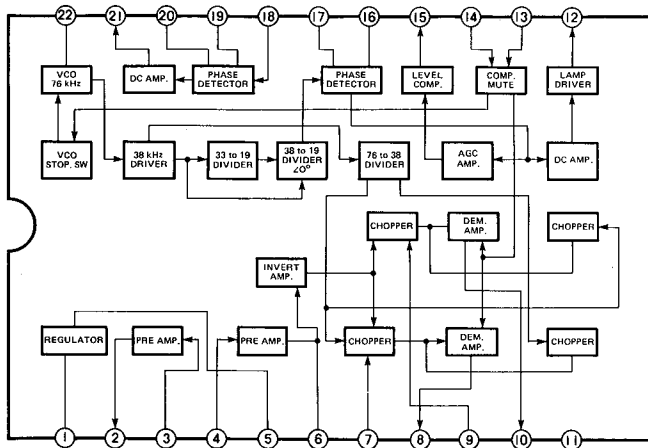 22 21 20 19 18 17 16 15 14 13 12
VCO
76 kHz
DC AMP.
PHASE
DETECTOR
PHASE
DETECTOR
LEVEL
COMP.
COMP.
MUTE
LAMP
DRIVER
VCO
STOP. SW
38 kHz
DRIVER
33 to 19
DIVIDER
38 to 19
DIVIDER
∠0°
76 to 38
DIVIDER
AGC
AMP.
DC AMP.
CHOPPER
DEM.
AMP.
CHOPPER
INVERT
AMP.
REGULATOR
PRE AMP.
PRE AMP.
CHOPPER
DEM.
AMP.
CHOPPER
1 2 3 4 5 6 7 8 9 10 11